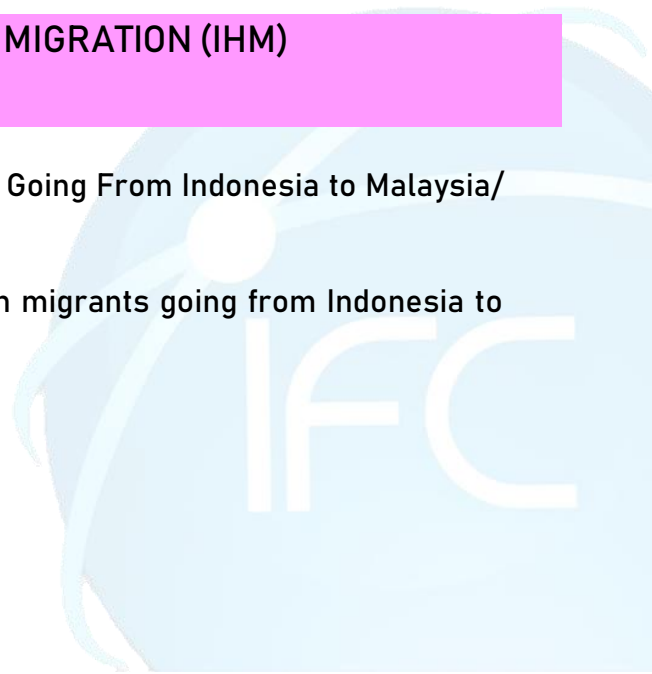 MIGRATION (IHM)
Going From Indonesia to Malaysia/
migrants going from Indonesia to
IFC